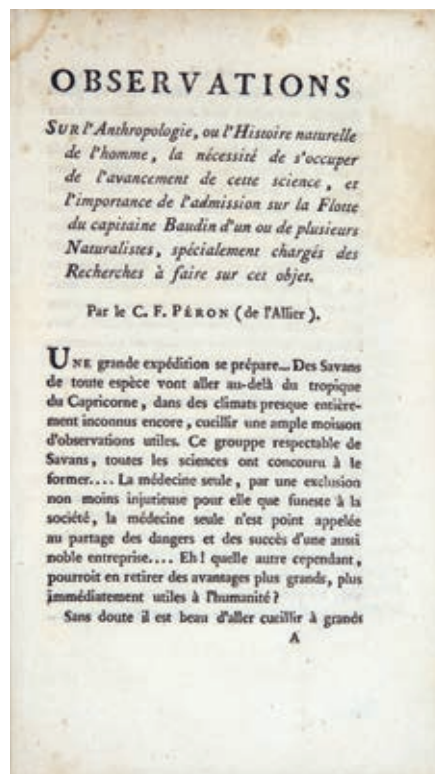 OBSERVATIONS
SUR l'Anthropologie, ou l'Histoire naturelle
de l'homme, la nécessité de s'occuper
de l'avancement de cette science, et
l'importance de l'admission sur la Flotte
du capitaine Baudin d'un ou de plusieurs
Naturalistes, spécialement chargés des
Recherches à faire sur cet objet.
Par le C. F. PÉRON (de l'Allier).
UNE grande expédition se prépare... Des Savans
de toute espèce vont aller au-delà du tropique
du Capricorne, dans des climats presque entière-
ment inconnus encore, cueillir une ample moisson
d'observations utiles. Ce grouppe respectable de
Savans, toutes les sciences ont concouru à le
former.... La médecine seule, par une exclusion
non moins injurieuse pour elle que funeste à la
société, la médecine seule n'est point appelée
au partage des dangers et des succès d'une aussi
noble entreprise.... Eh! quelle autre cependant,
pourroit en retirer des avantages plus grands, plus
immédiatement utiles à l'humanité?
Sans doute il est beau d'aller cueillir à grands
A